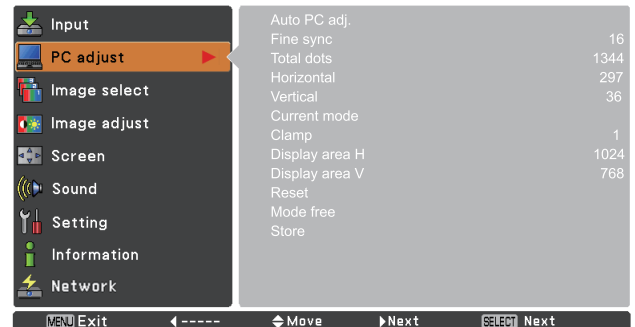 Input
PC adjust
Image select
Image adjust
Screen
Sound
Setting
Information
Network
Auto PC adj.
Fine sync 16
Total dots 1344
Horizontal 297
Vertical 36
Current mode
Clamp 1
Display area H 1024
Display area V 768
Reset
Mode free
Store
MENU Exit ----- Move Next SELECT Next